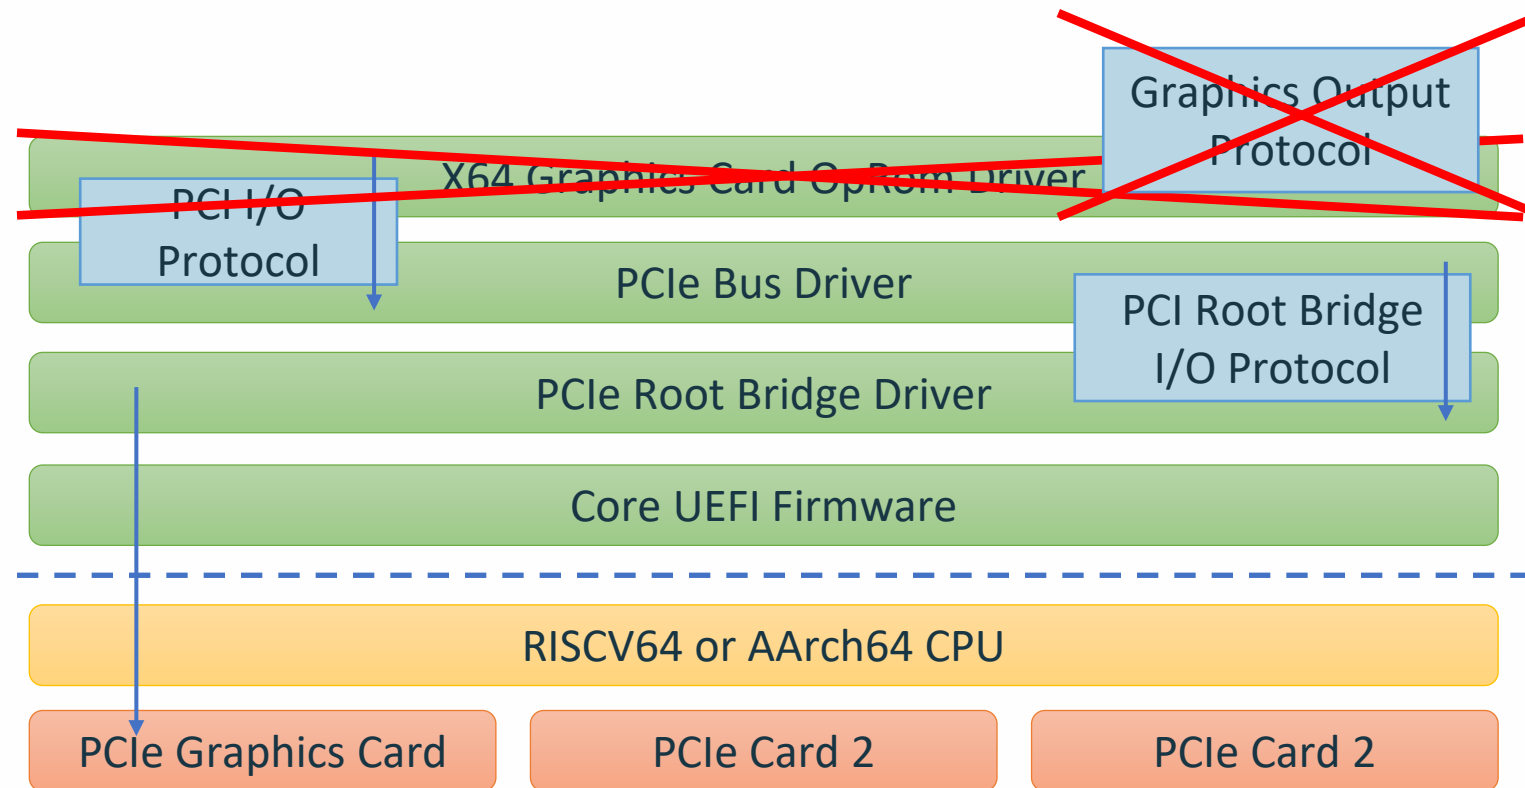 Graphics Output
Protocol
X64 Graphics Card OpRom Driver
PCI I/O
Protocol
PCIe Bus Driver
PCI Root Bridge
I/O Protocol
PCIe Root Bridge Driver
Core UEFI Firmware
RISCV64 or AArch64 CPU
PCIe Graphics Card
PCIe Card 2
PCIe Card 2